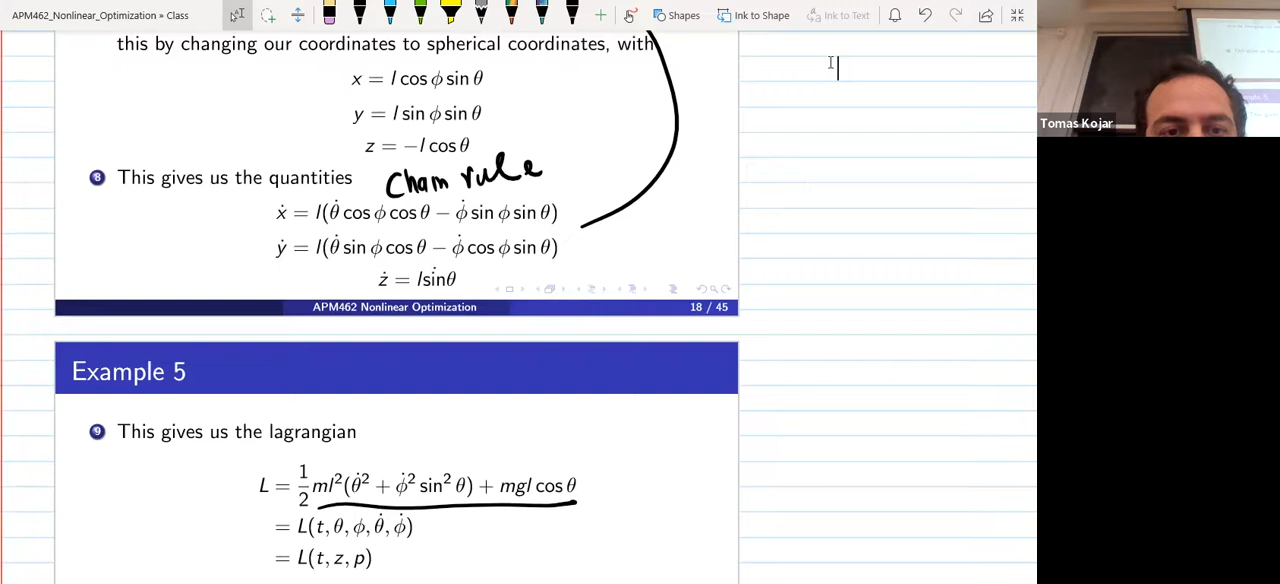 APM462_Nonlinear_Optimization » Class
Shapes
Ink to Shape
Ink to Text
this by changing our coordinates to spherical coordinates, with
x = l cos ϕ sin θ
y = l sin ϕ sin θ
z = −l cos θ
8 This gives us the quantities
Chain rule
ẋ = l(θ̇ cos ϕ cos θ − ϕ̇ sin ϕ sin θ)
ẏ = l(θ̇ sin ϕ cos θ − ϕ̇ cos ϕ sin θ)
ż = lsiṅθ
APM462 Nonlinear Optimization 18 / 45
Example 5
9 This gives us the lagrangian
L = 1/2 ml²(θ̇² + ϕ̇² sin² θ) + mgl cos θ
= L(t, θ, ϕ, θ̇, ϕ̇)
= L(t, z, p)
Tomas Kojar